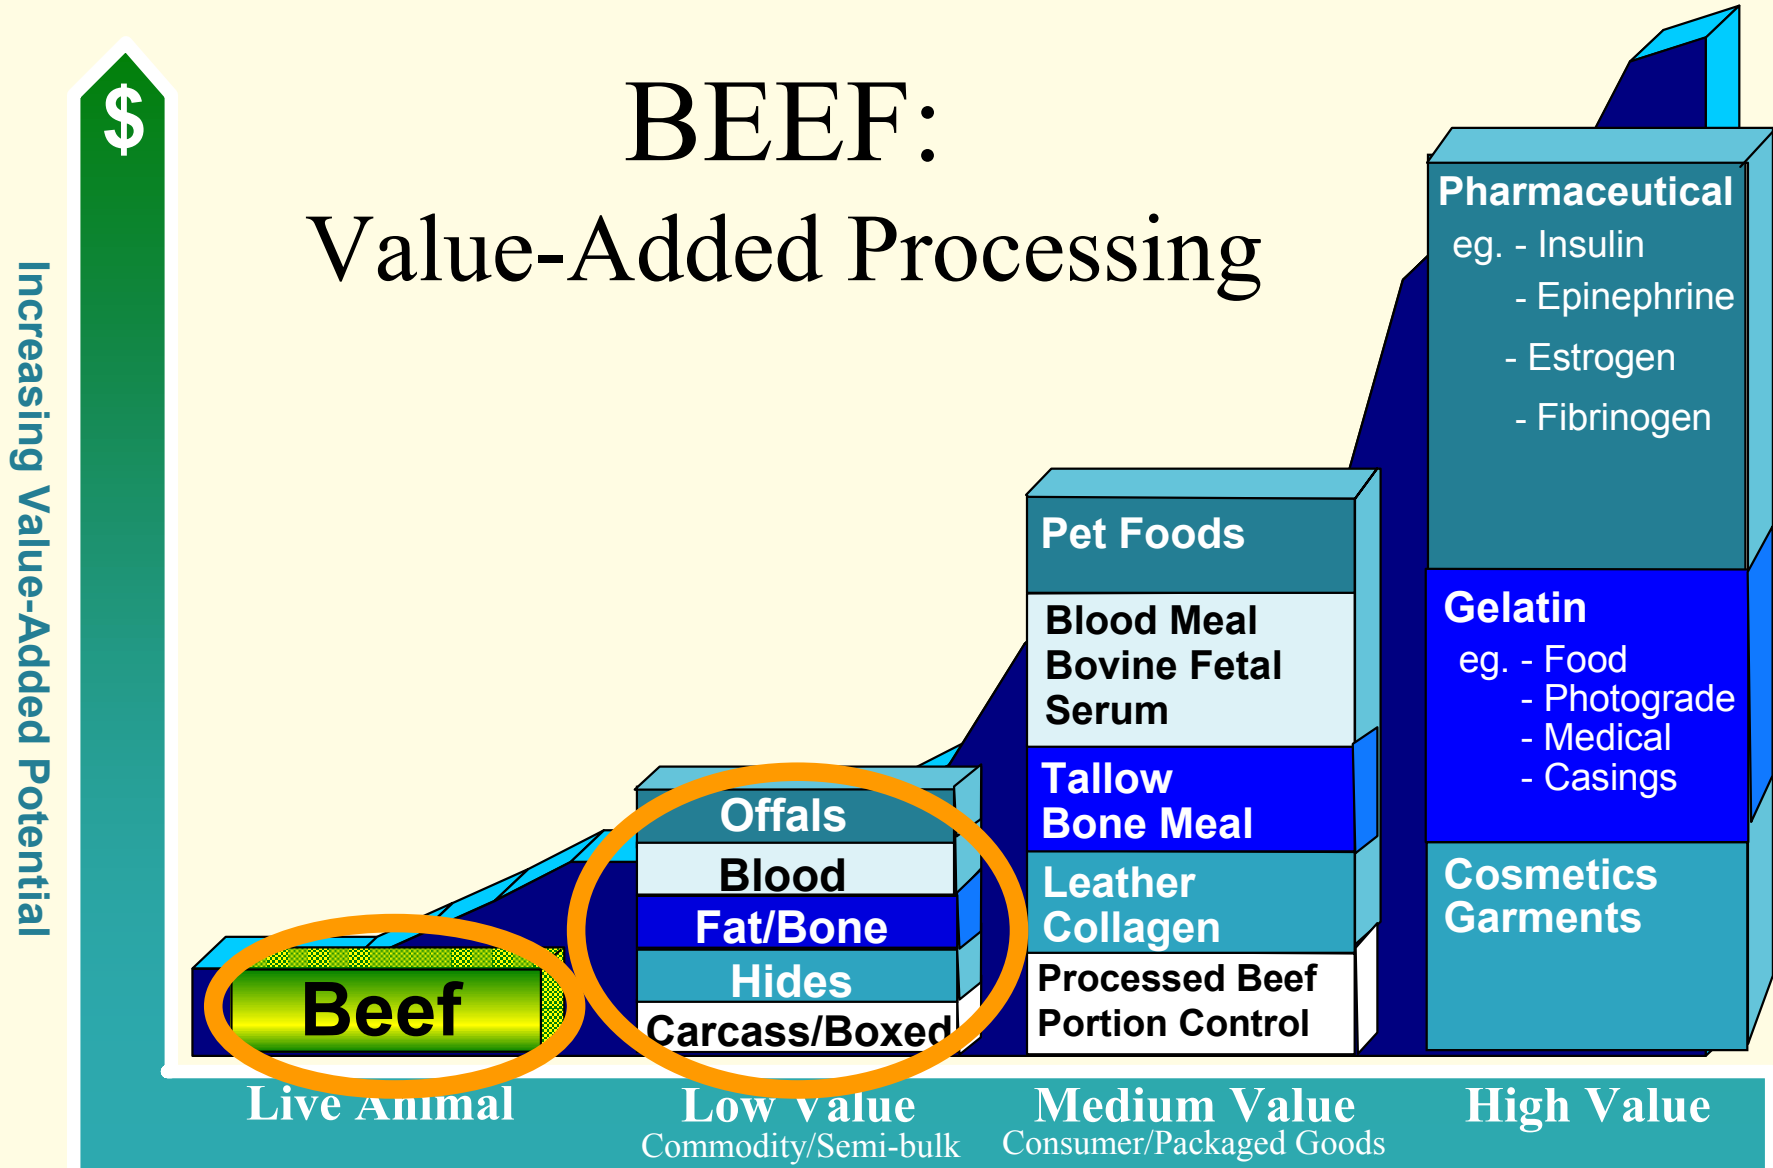 $
Increasing Value-Added Potential
BEEF:
Value-Added Processing
Beef
Live Animal
Offals
Blood
Fat/Bone
Hides
Carcass/Boxed
Low Value
Commodity/Semi-bulk
Pet Foods
Blood Meal
Bovine Fetal
Serum
Tallow
Bone Meal
Leather
Collagen
Processed Beef
Portion Control
Medium Value
Consumer/Packaged Goods
Pharmaceutical
eg. - Insulin
- Epinephrine
- Estrogen
- Fibrinogen
Gelatin
eg. - Food
- Photograde
- Medical
- Casings
Cosmetics
Garments
High Value